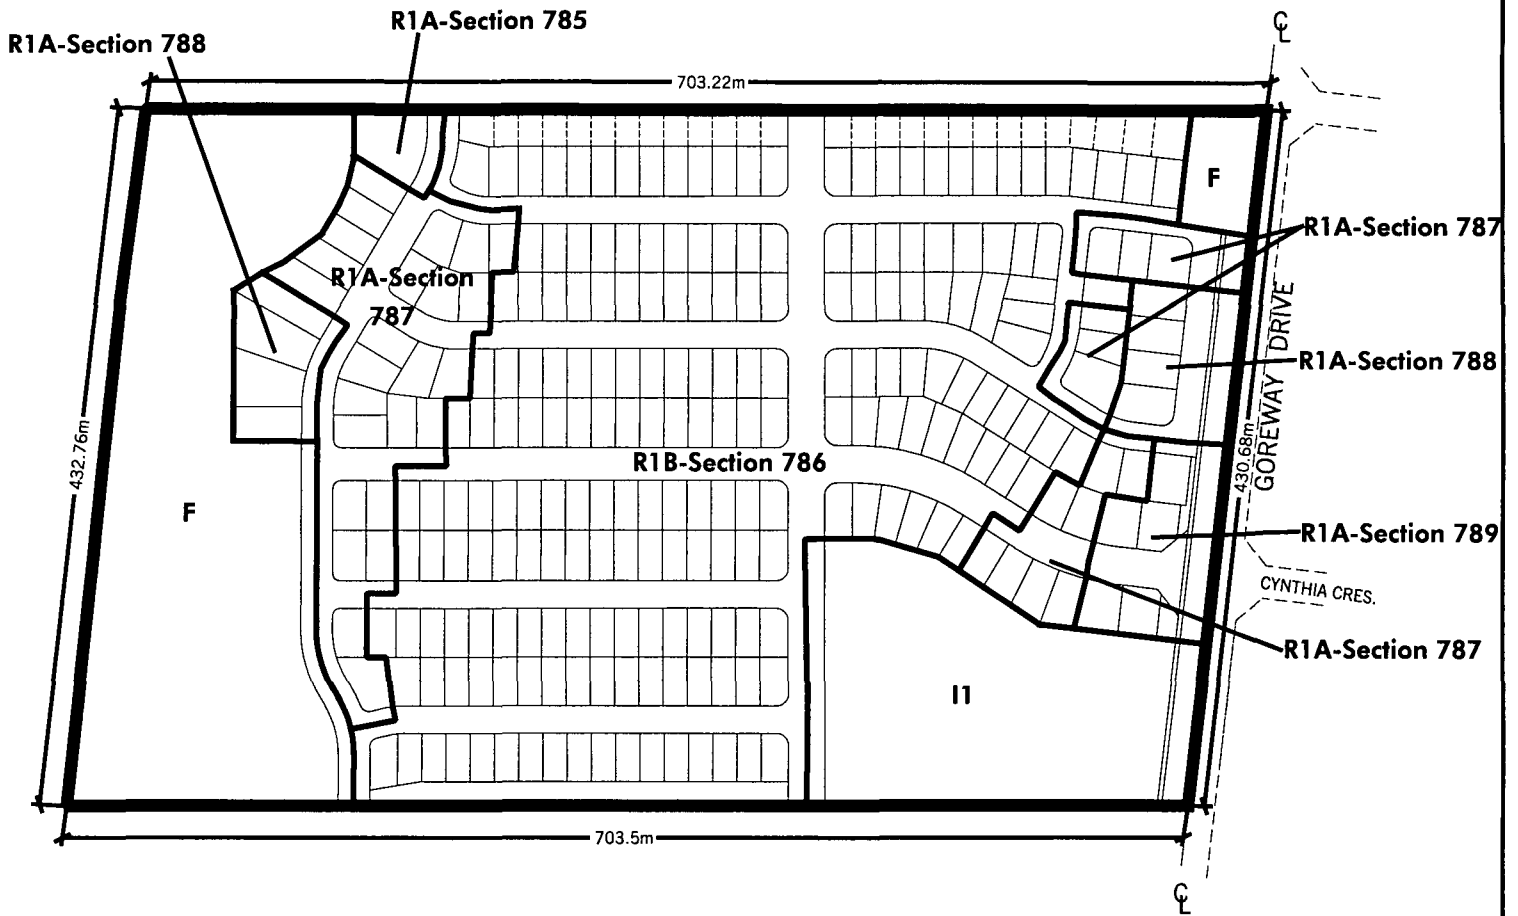 R1A-Section 785
℄
R1A-Section 788
703.22m
F
R1A-Section 787
R1A-Section
787
GOREWAY DRIVE
R1A-Section 788
432.76m
430.68m
R1B-Section 786
F
R1A-Section 789
CYNTHIA CRES.
R1A-Section 787
I1
703.5m
℄